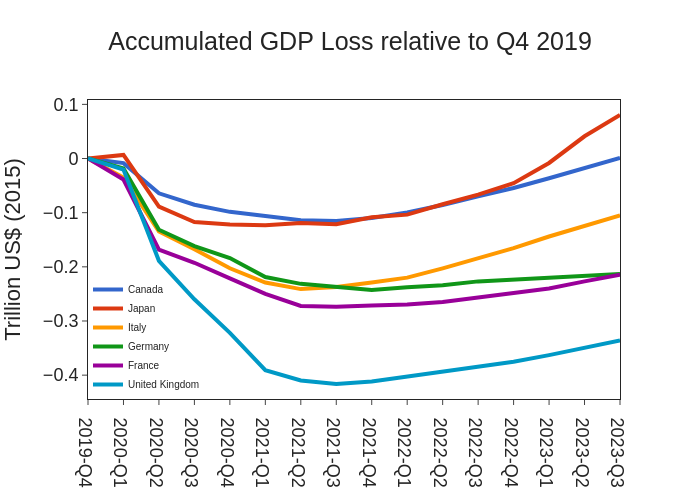 Accumulated GDP Loss relative to Q4 2019
Trillion US$ (2015)
0.1
0
−0.1
−0.2
−0.3
−0.4
Canada
Japan
Italy
Germany
France
United Kingdom
2019-Q4
2020-Q1
2020-Q2
2020-Q3
2020-Q4
2021-Q1
2021-Q2
2021-Q3
2021-Q4
2022-Q1
2022-Q2
2022-Q3
2022-Q4
2023-Q1
2023-Q2
2023-Q3